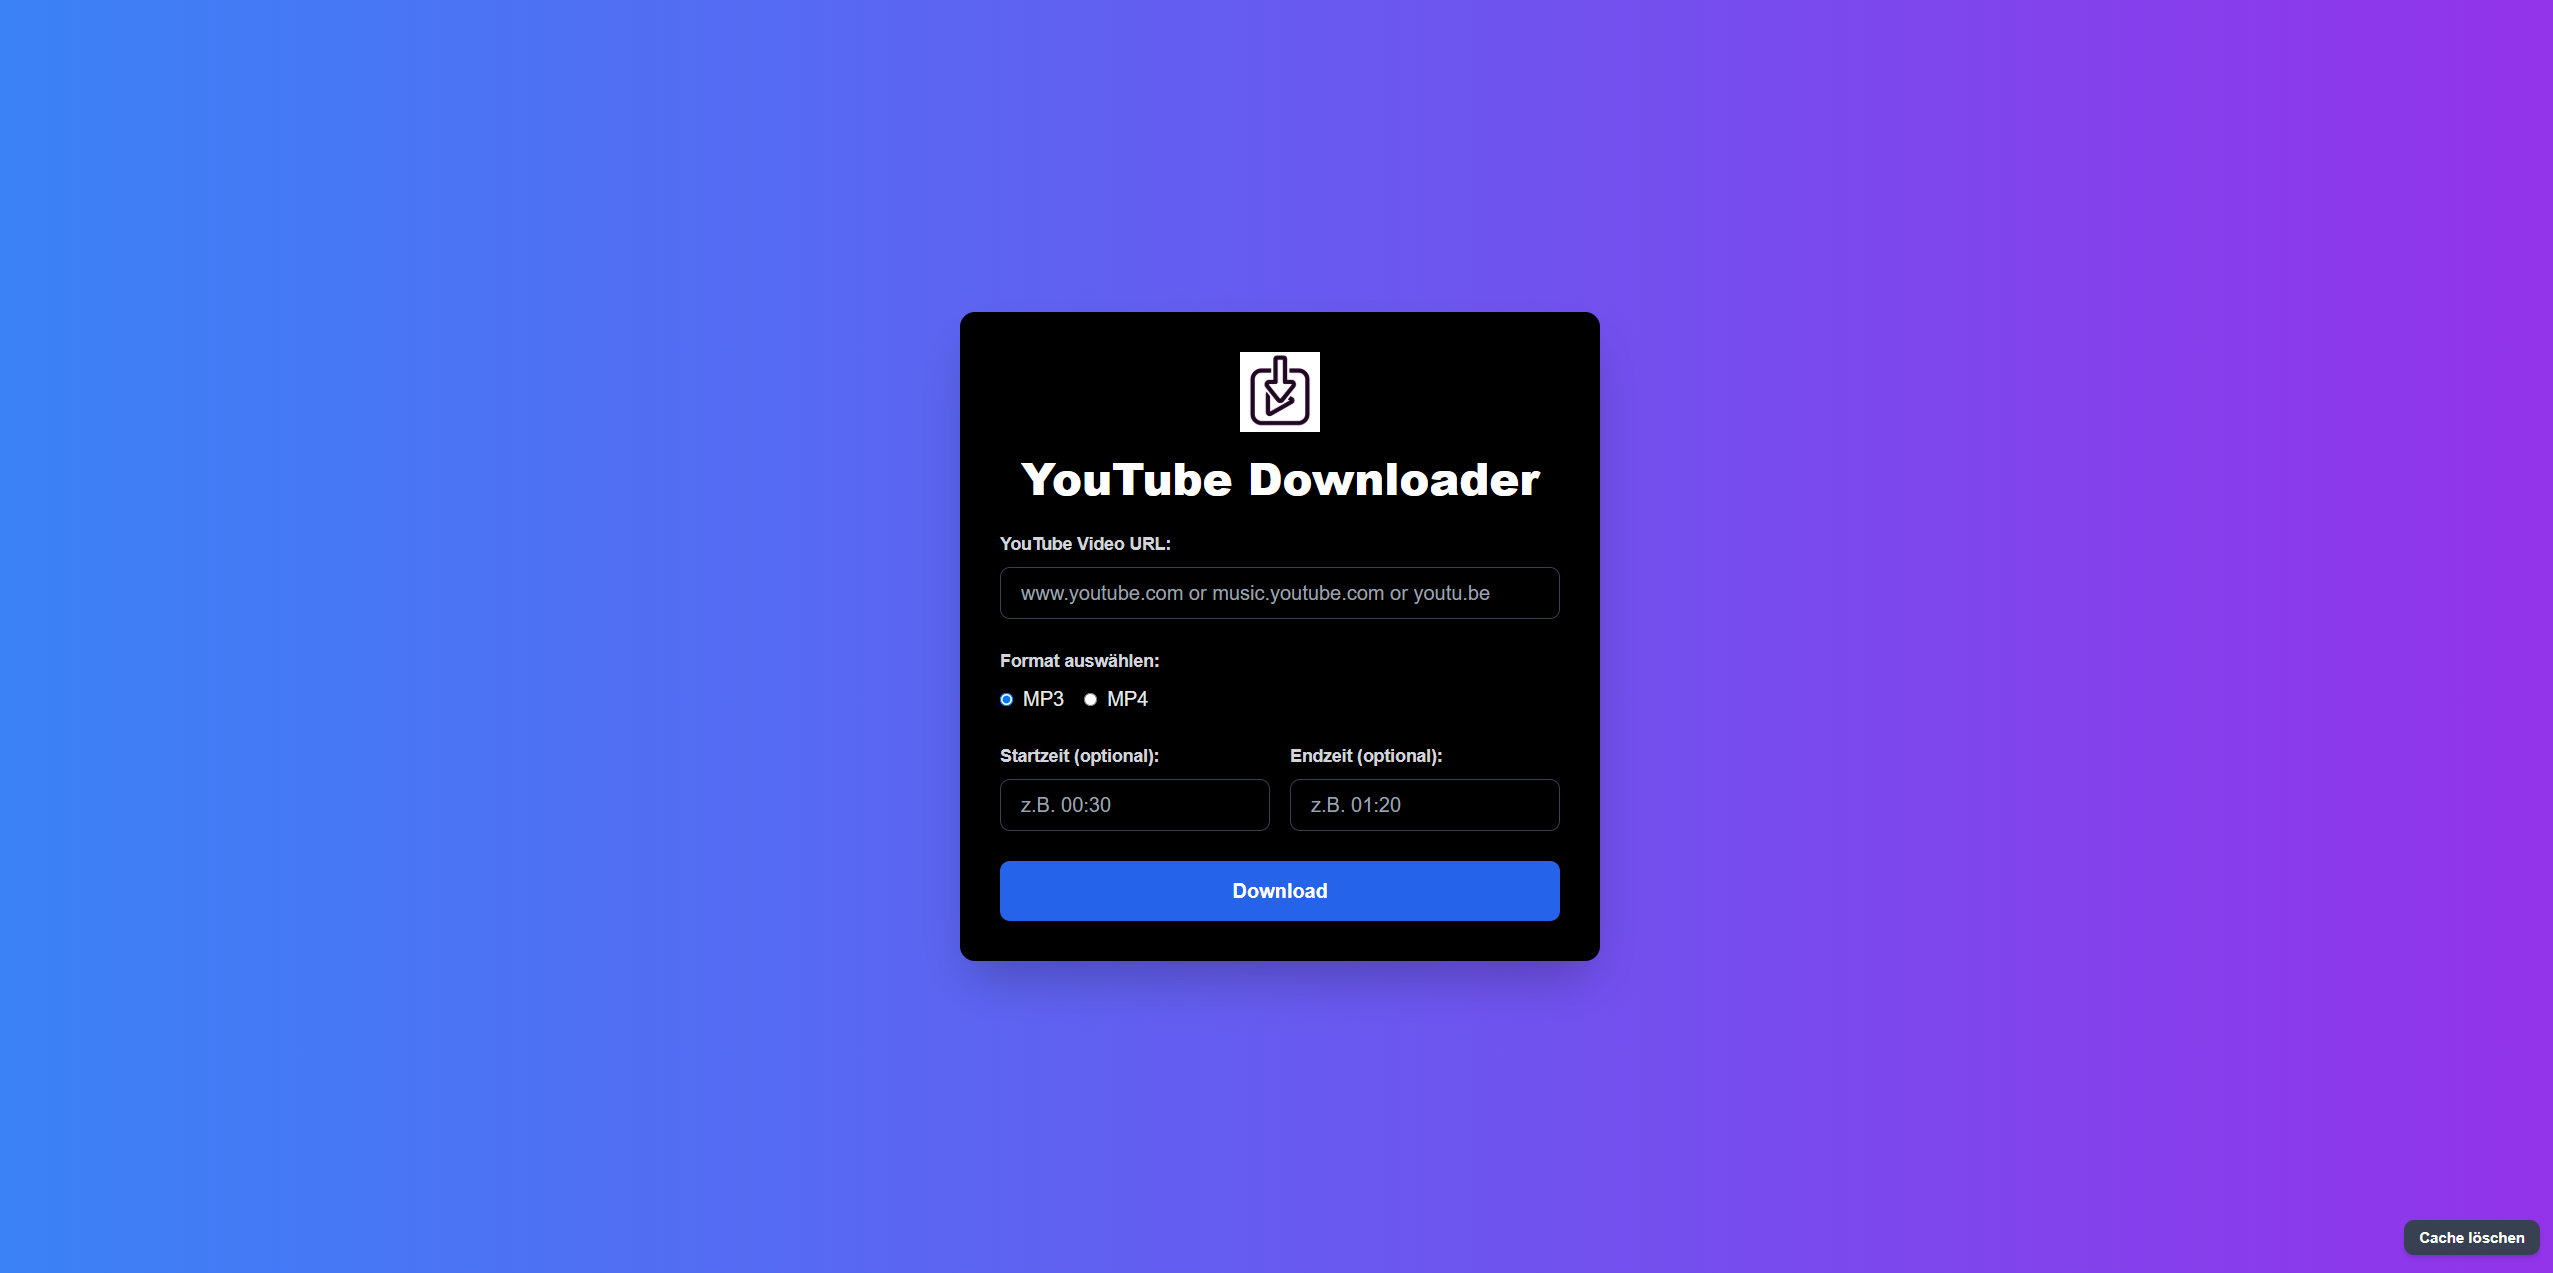 YouTube Downloader
YouTube Video URL:
www.youtube.com or music.youtube.com or youtu.be
Format auswählen:
MP3 MP4
Startzeit (optional): Endzeit (optional):
z.B. 00:30 z.B. 01:20
Download
Cache löschen